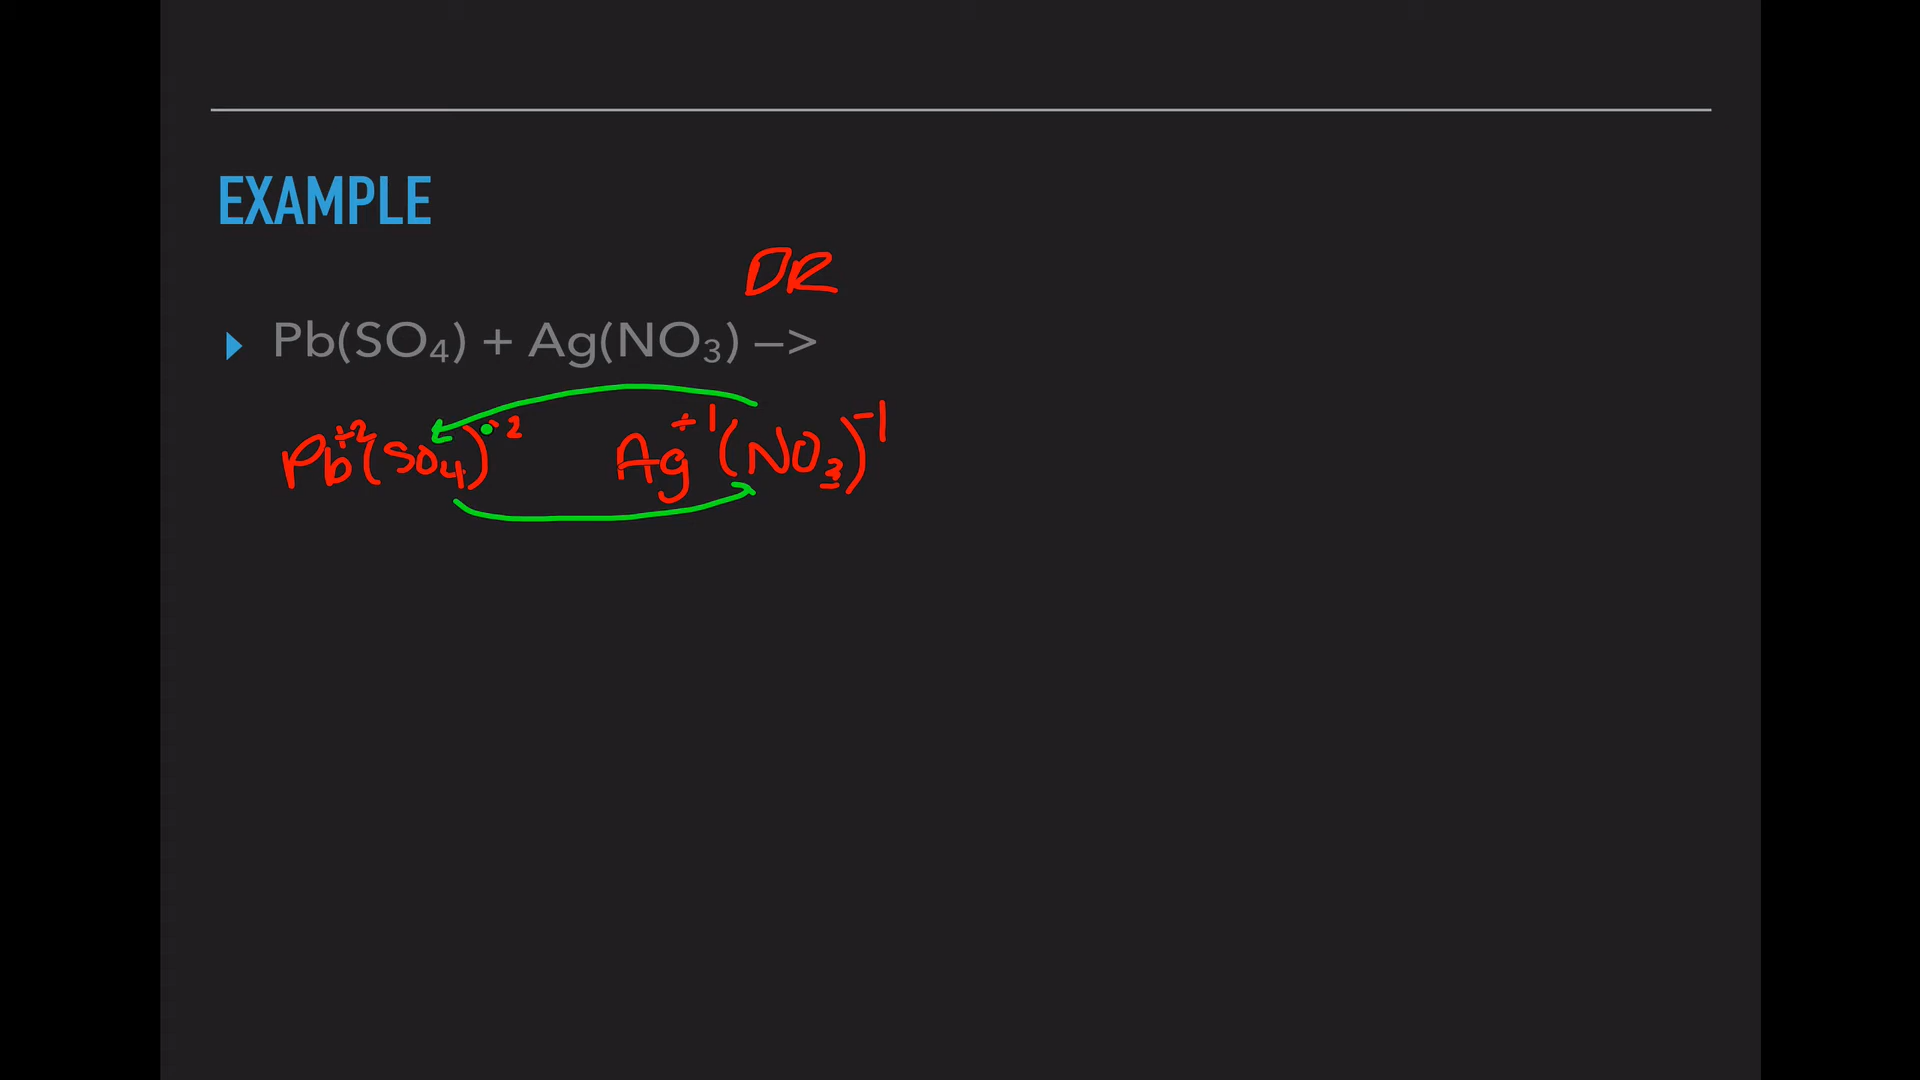 EXAMPLE
DR
Pb(SO₄) + Ag(NO₃) –>
Pb⁺²(SO₄)⁻² Ag⁺¹(NO₃)⁻¹